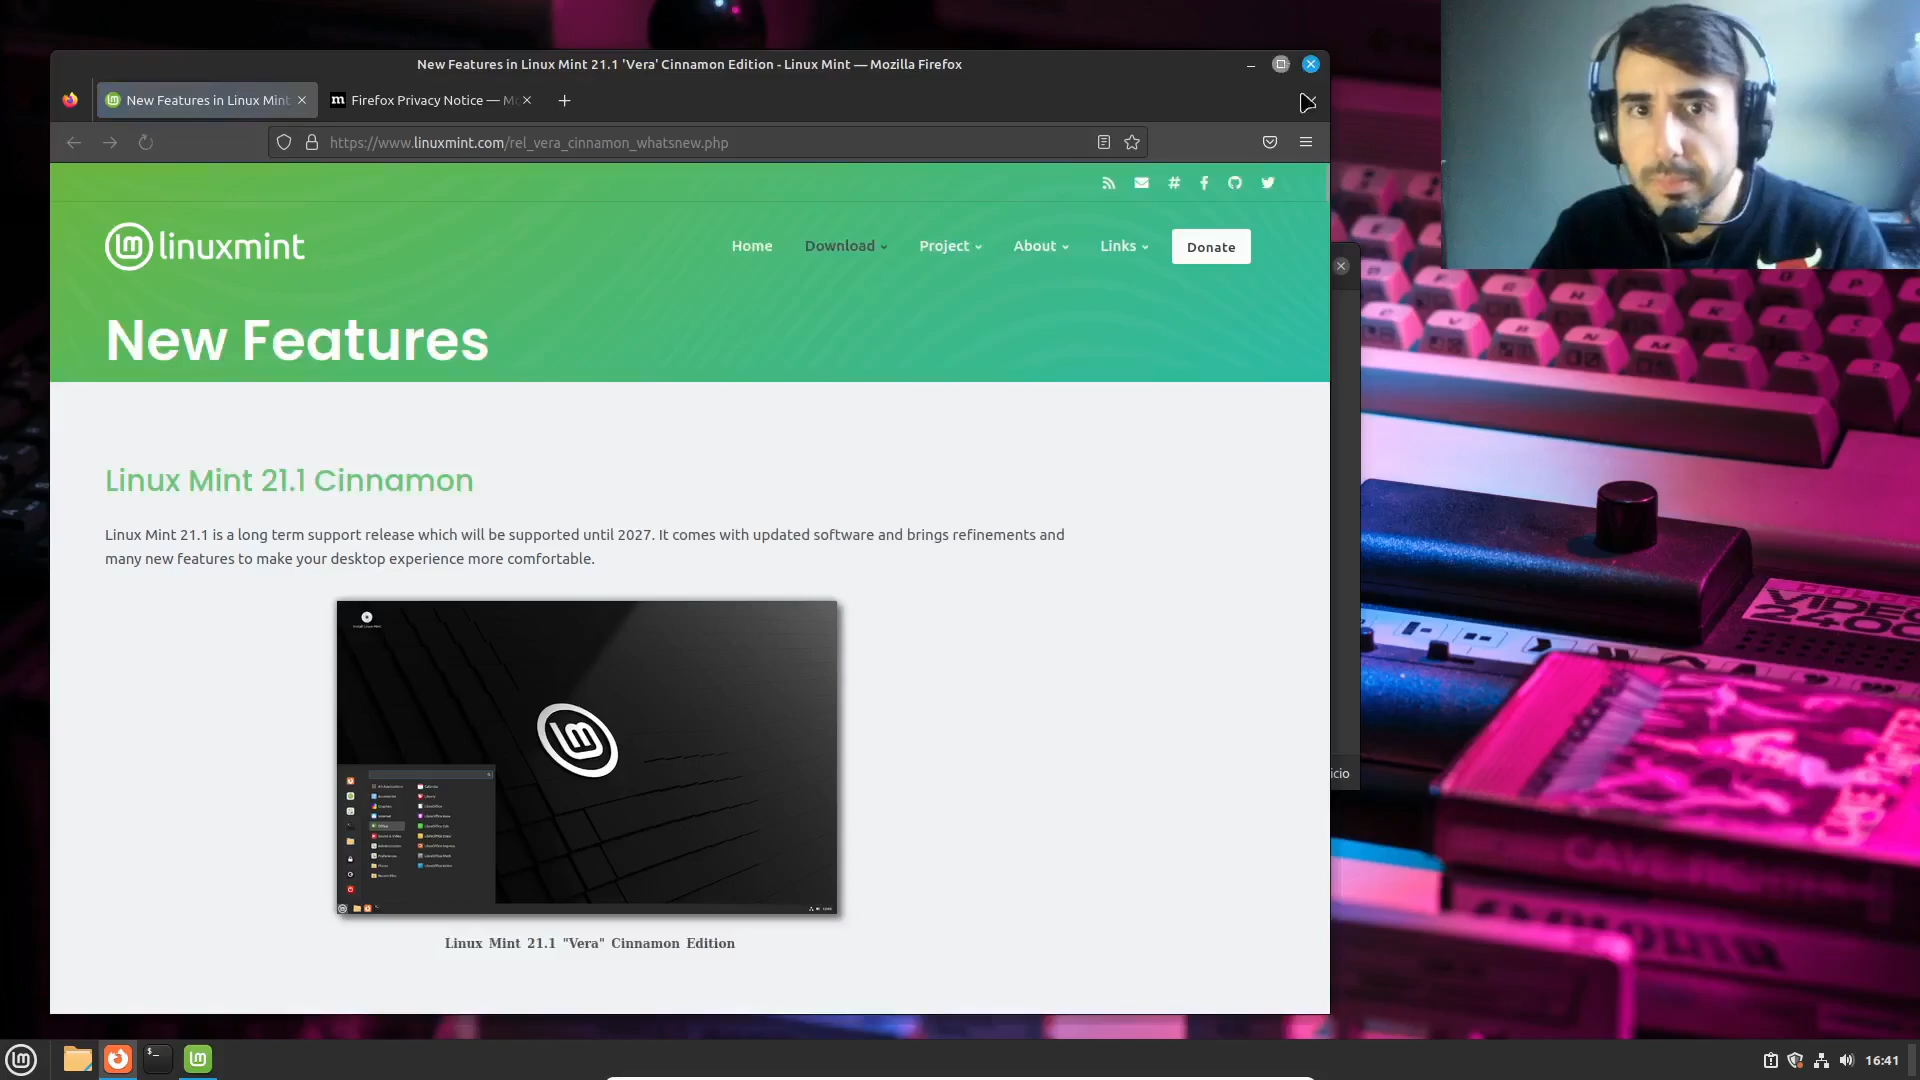 New Features in Linux Mint 21.1 'Vera' Cinnamon Edition - Linux Mint — Mozilla Firefox
New Features in Linux Mint
Firefox Privacy Notice — Mo
https://www.linuxmint.com/rel_vera_cinnamon_whatsnew.php
linuxmint
Home
Download
Project
About
Links
Donate
New Features
Linux Mint 21.1 Cinnamon
Linux Mint 21.1 is a long term support release which will be supported until 2027. It comes with updated software and brings refinements and
many new features to make your desktop experience more comfortable.
Linux Mint 21.1 "Vera" Cinnamon Edition
icio
VIDEO
2400
16:41